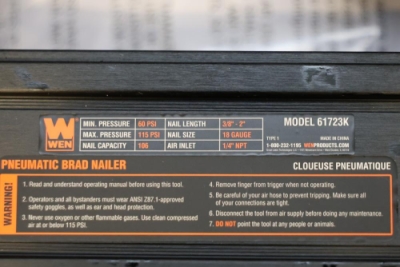 WEN
MIN. PRESSURE 60 PSI NAIL LENGTH 3/8" - 2"
MAX. PRESSURE 115 PSI NAIL SIZE 18 GAUGE
NAIL CAPACITY 106 AIR INLET 1/4" NPT
MODEL 61723K
TYPE 1 MADE IN CHINA
1-800-232-1195 WENPRODUCTS.COM
PNEUMATIC BRAD NAILER
CLOUEUSE PNEUMATIQUE
WARNING!
1. Read and understand operating manual before using this tool.
2. Operators and all bystanders must wear ANSI Z87.1-approved
safety goggles, as well as ear and head protection.
3. Never use oxygen or other flammable gases. Use clean compressed
air at or below 115 PSI.
4. Remove finger from trigger when not operating.
5. Be careful of your air hose to prevent tripping. Make sure all
of your connections are tight.
6. Disconnect the tool from air supply before doing any maintenance.
7. DO NOT point the tool at any people or animals.